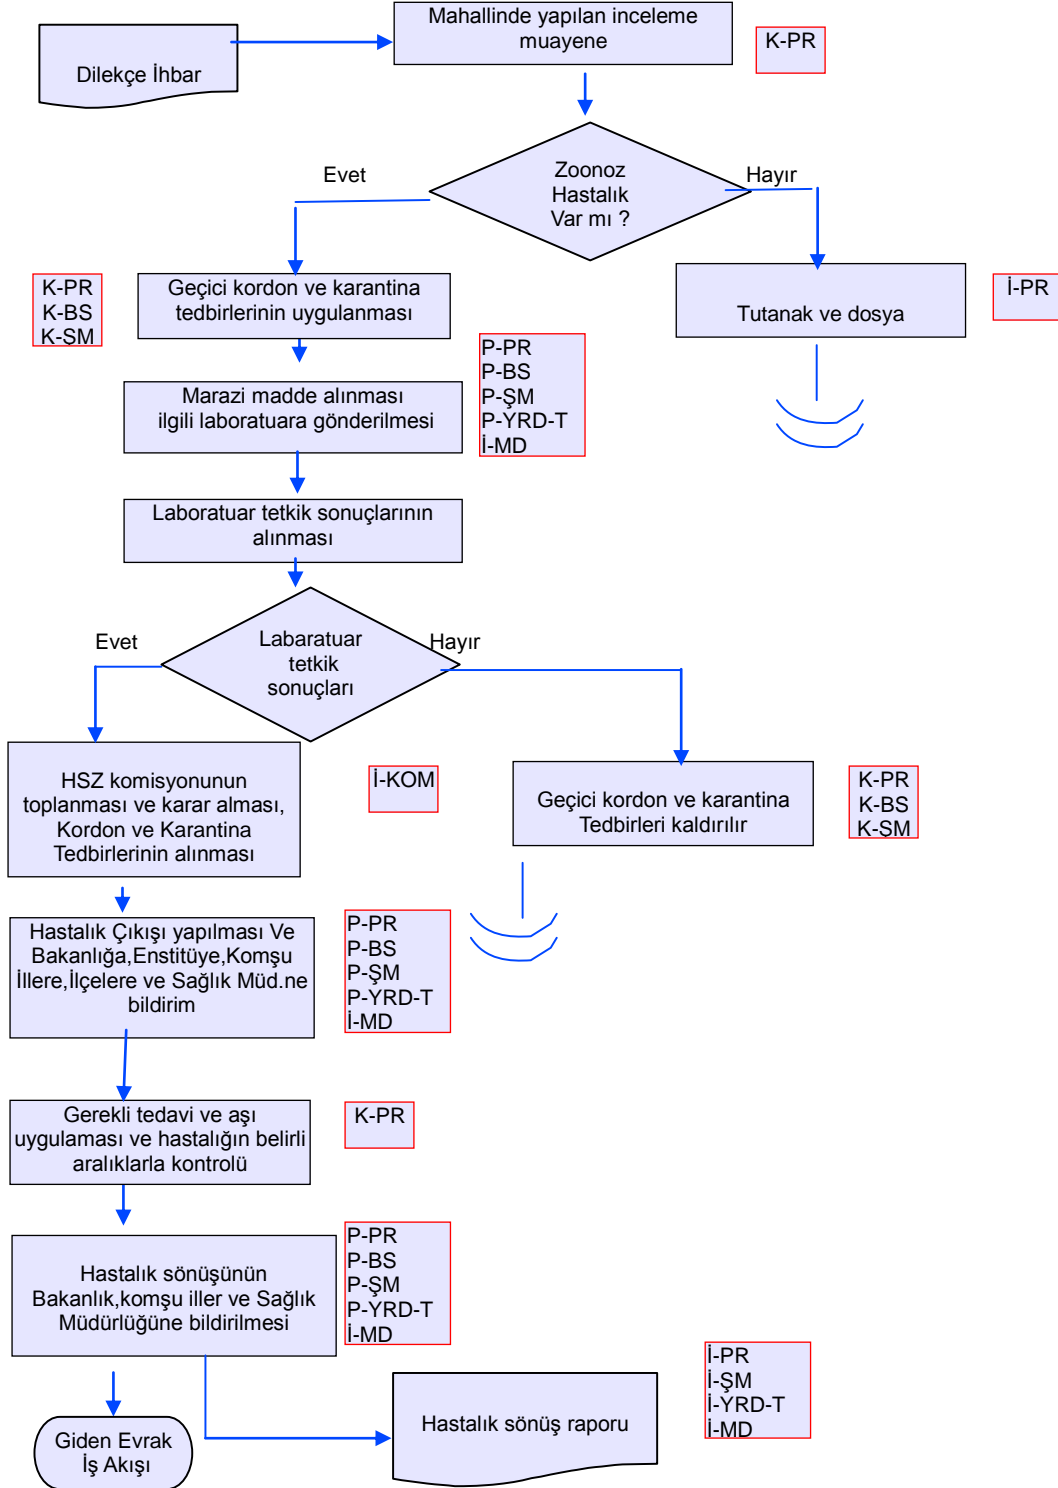 Mahallinde yapılan inceleme
muayene
K-PR
Dilekçe İhbar
Zoonoz
Hastalık
Var mı ?
Evet
Hayır
K-PR
K-BS
K-ŞM
Geçici kordon ve karantina
tedbirlerinin uygulanması
Tutanak ve dosya
İ-PR
P-PR
P-BS
P-ŞM
P-YRD-T
İ-MD
Marazi madde alınması
ilgili laboratuara gönderilmesi
Laboratuar tetkik sonuçlarının
alınması
Evet
Labaratuar
tetkik
sonuçları
Hayır
HSZ komisyonunun
toplanması ve karar alması,
Kordon ve Karantina
Tedbirlerinin alınması
İ-KOM
Geçici kordon ve karantina
Tedbirleri kaldırılır
K-PR
K-BS
K-ŞM
Hastalık Çıkışı yapılması Ve
Bakanlığa,Enstitüye,Komşu
İllere,İlçelere ve Sağlık Müd.ne
bildirim
P-PR
P-BS
P-ŞM
P-YRD-T
İ-MD
Gerekli tedavi ve aşı
uygulaması ve hastalığın belirli
aralıklarla kontrolü
K-PR
Hastalık sönüşünün
Bakanlık,komşu iller ve Sağlık
Müdürlüğüne bildirilmesi
P-PR
P-BS
P-ŞM
P-YRD-T
İ-MD
Giden Evrak
İş Akışı
Hastalık sönüş raporu
İ-PR
İ-ŞM
İ-YRD-T
İ-MD